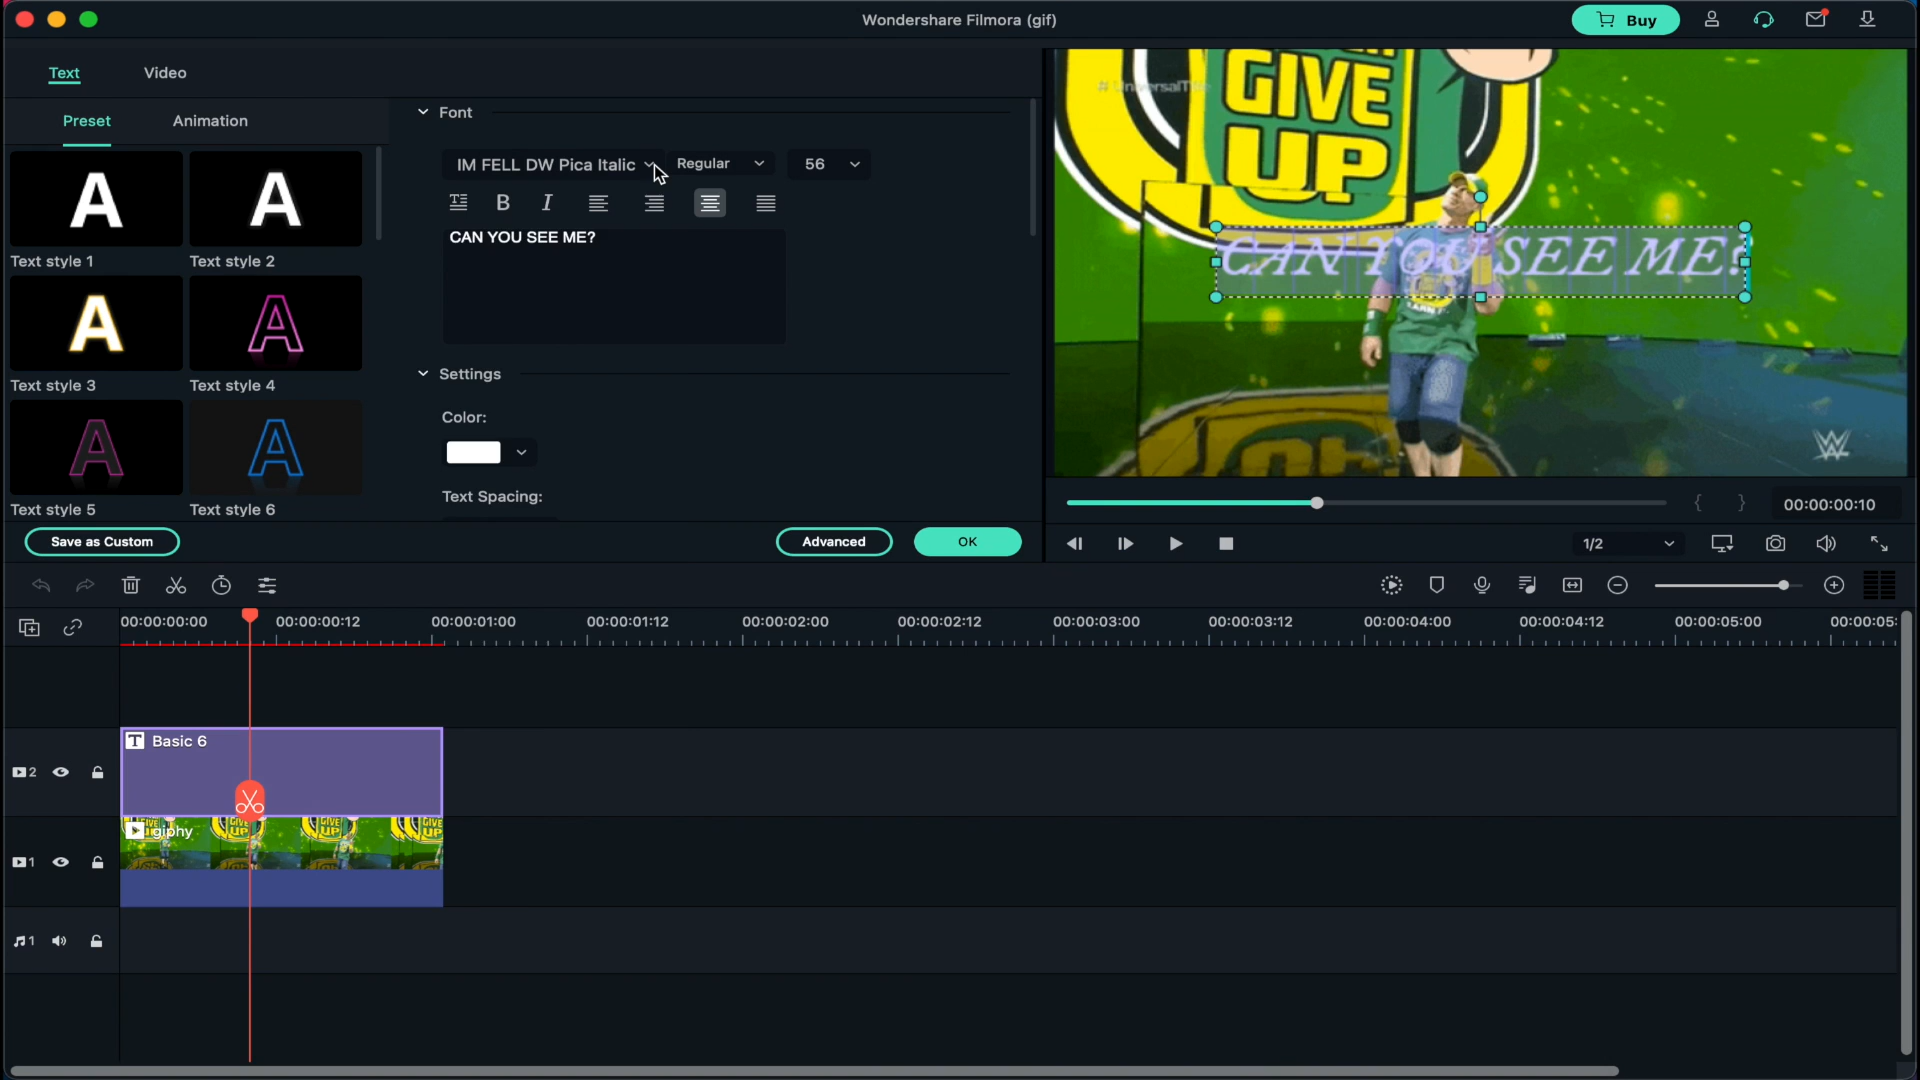 Wondershare Filmora (gif)
Buy
Text
Video
Preset
Animation
Text style 1
Text style 2
Text style 3
Text style 4
Text style 5
Text style 6
Save as Custom
Font
IM FELL DW Pica Italic
Regular
56
B
I
CAN YOU SEE ME?
Settings
Color:
Text Spacing:
Advanced
OK
GIVE
UP
CAN YOU SEE ME?
00:00:00:10
1/2
00:00:00:00
00:00:00:12
00:00:01:00
00:00:01:12
00:00:02:00
00:00:02:12
00:00:03:00
00:00:03:12
00:00:04:00
00:00:04:12
00:00:05:00
00:00:05:
2
T Basic 6
1
giphy
1